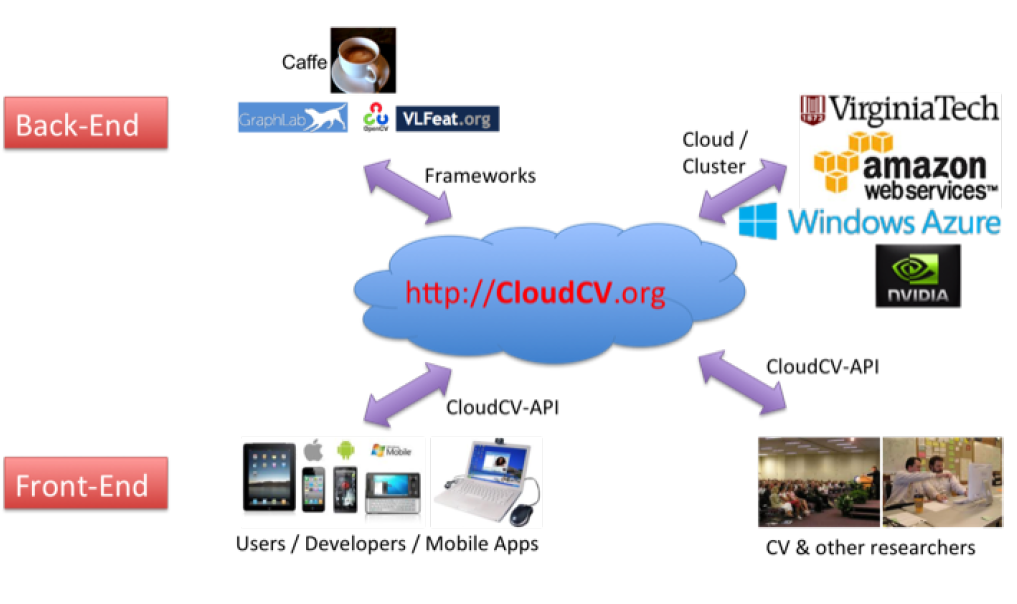 Caffe
Back-End
GraphLab
OpenCV
VLFeat.org
1872
VirginiaTech
Cloud /
Cluster
amazon
web services™
Frameworks
Windows Azure
NVIDIA
http://CloudCV.org
CloudCV-API
CloudCV-API
Mobile
Front-End
Users / Developers / Mobile Apps
CV & other researchers